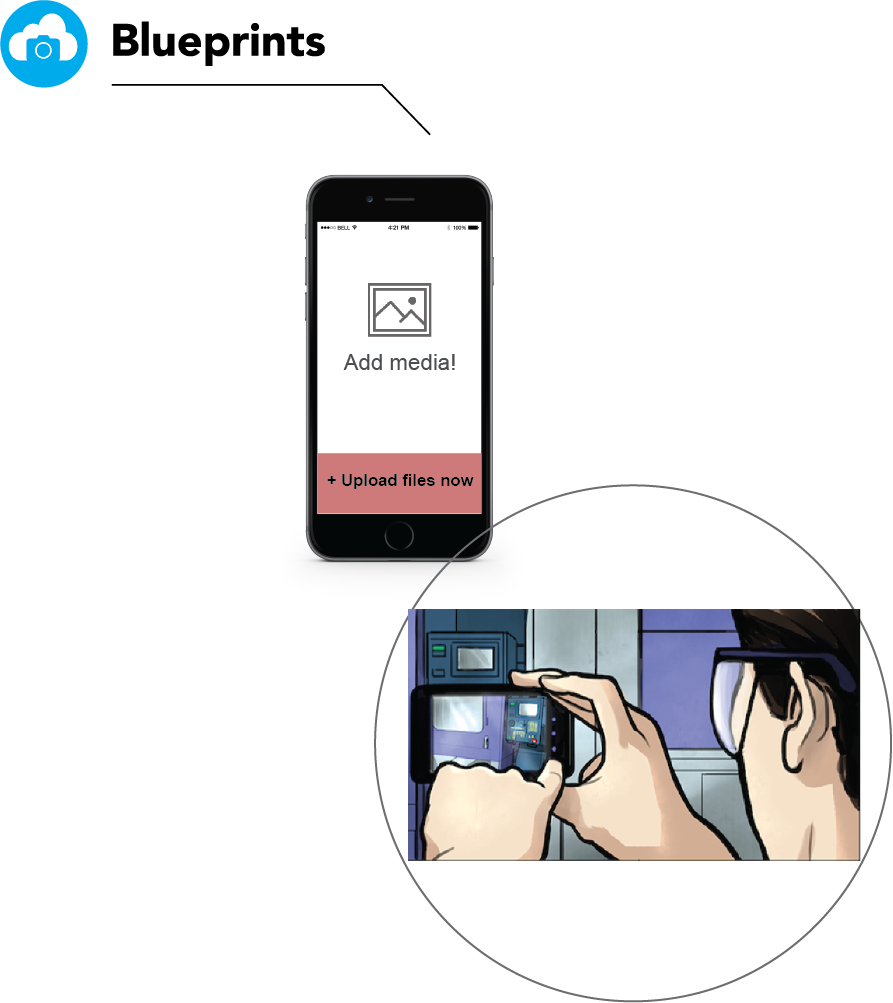 Blueprints
BELL 4:21 PM 100%
Add media!
+ Upload files now